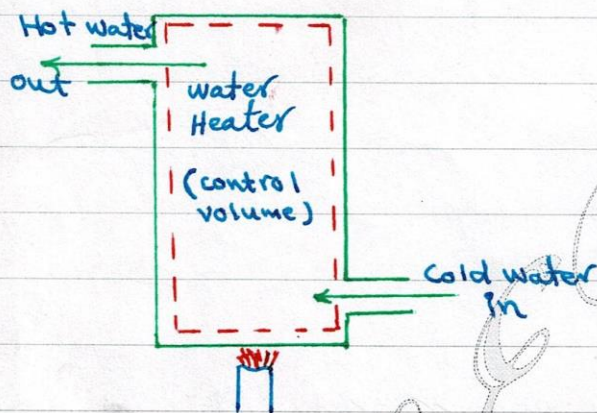 Hot water
out
water
Heater
(control
volume)
cold water
in